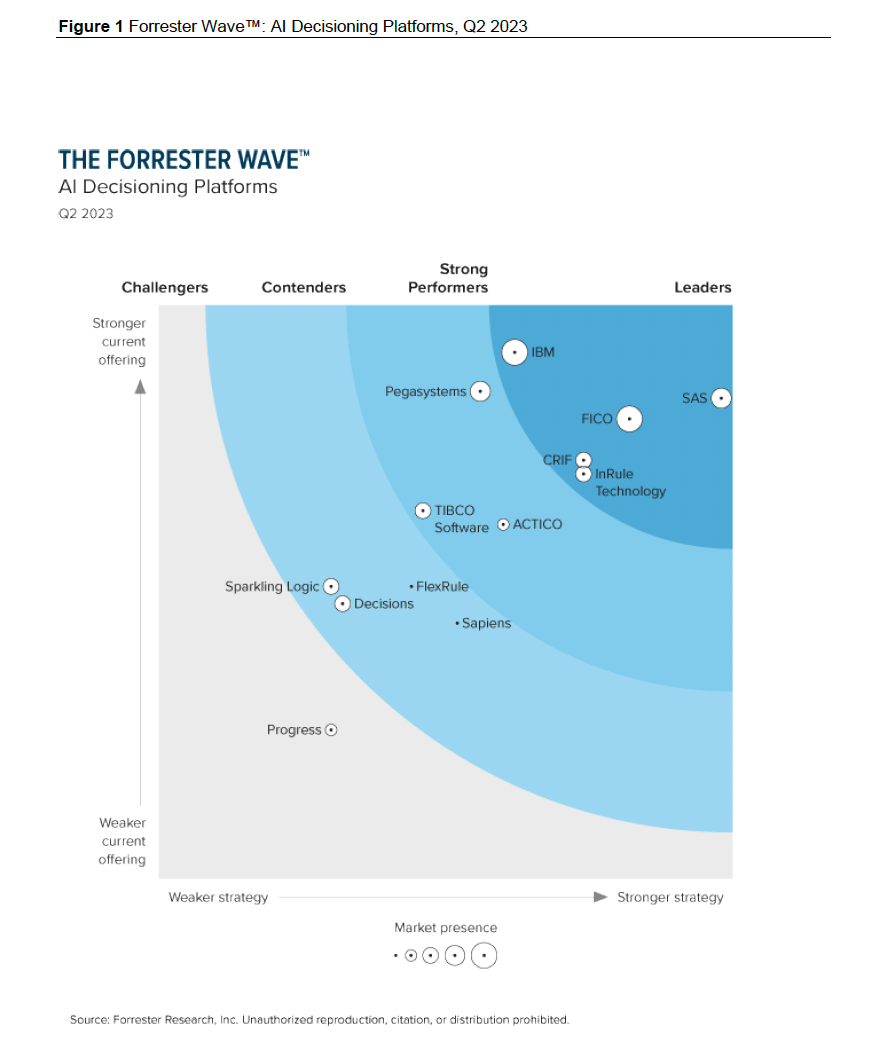 Figure 1 Forrester Wave™: AI Decisioning Platforms, Q2 2023
THE FORRESTER WAVE™
AI Decisioning Platforms
Q2 2023
Challengers
Contenders
Strong
Performers
Leaders
Stronger
current
offering
IBM
Pegasystems
SAS
FICO
CRIF
InRule
Technology
TIBCO
Software
ACTICO
Sparkling Logic
FlexRule
Decisions
Sapiens
Progress
Weaker
current
offering
Weaker strategy
Stronger strategy
Market presence
Source: Forrester Research, Inc. Unauthorized reproduction, citation, or distribution prohibited.